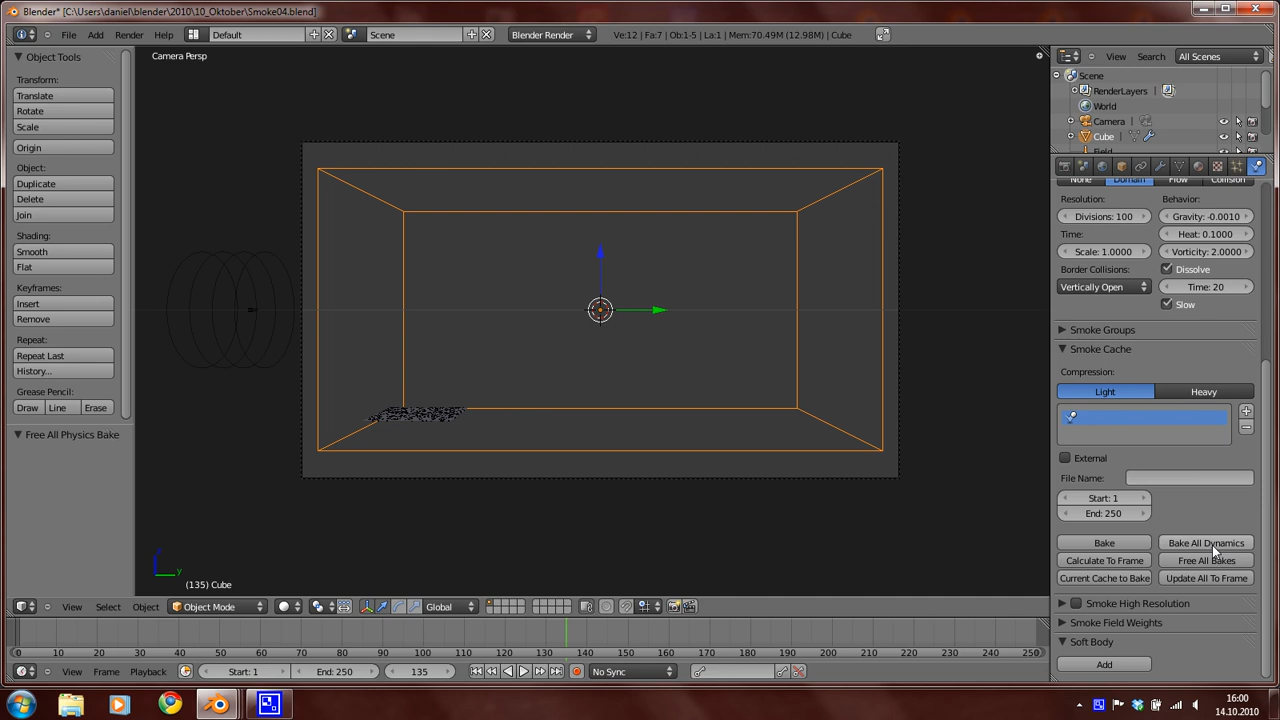 Blender* [C:\Users\daniel\blender\2010\10_Oktober\Smoke04.blend]
File Add Render Help Default Scene Blender Render Ve:12 | Fa:7 | Ob:1-5 | La:1 | Mem:70.49M (12.98M) | Cube
Object Tools
Transform:
Translate
Rotate
Scale
Origin
Object:
Duplicate
Delete
Join
Shading:
Smooth
Flat
Keyframes:
Insert
Remove
Repeat:
Repeat Last
History...
Grease Pencil:
Draw Line Erase
Free All Physics Bake
Camera Persp
z
y
(135) Cube
View Select Object Object Mode Global
0 10 20 30 40 50 60 70 80 90 100 110 120 130 140 150 160 170 180 190 200 210 220 230 240 250
View Frame Playback Start: 1 End: 250 135 No Sync
View Search All Scenes
Scene
RenderLayers
World
Camera
Cube
Field
None Domain Flow Collision
Resolution: Behavior:
Divisions: 100 Gravity: -0.0010
Time: Heat: 0.1000
Scale: 1.0000 Vorticity: 2.0000
Border Collisions: Dissolve
Vertically Open Time: 20
Slow
Smoke Groups
Smoke Cache
Compression:
Light Heavy
External
File Name:
Start: 1
End: 250
Bake Bake All Dynamics
Calculate To Frame Free All Bakes
Current Cache to Bake Update All To Frame
Smoke High Resolution
Smoke Field Weights
Soft Body
Add
16:00
14.10.2010